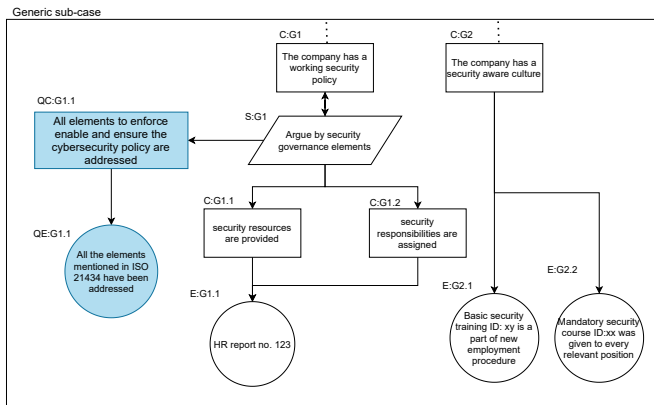 Generic sub-case
C:G1
The company has a
working security
policy
C:G2
The company has a
security aware culture
QC:G1.1
All elements to enforce
enable and ensure the
cybersecurity policy are
addressed
S:G1
Argue by security
governance elements
C:G1.1
security resources
are provided
C:G1.2
security
responsibilities are
assigned
QE:G1.1
All the elements
mentioned in ISO
21434 have been
addressed
E:G1.1
HR report no. 123
E:G2.1
Basic security
training ID: xy is a
part of new
employment
procedure
E:G2.2
Mandatory security
course ID:xx was
given to every
relevant position